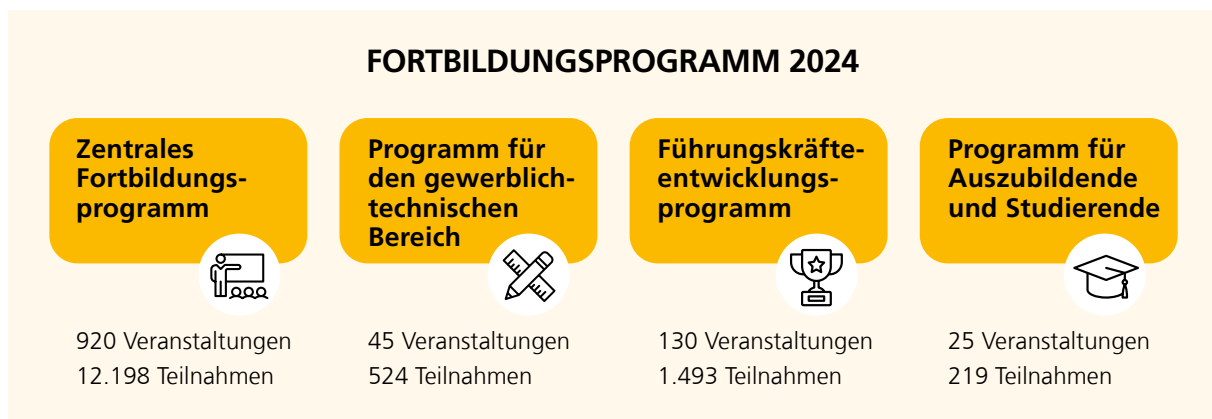 FORTBILDUNGSPROGRAMM 2024
Zentrales
Fortbildungs-
programm
920 Veranstaltungen
12.198 Teilnahmen
Programm für
den gewerblich-
technischen
Bereich
45 Veranstaltungen
524 Teilnahmen
Führungskräfte-
entwicklungs-
programm
130 Veranstaltungen
1.493 Teilnahmen
Programm für
Auszubildende
und Studierende
25 Veranstaltungen
219 Teilnahmen